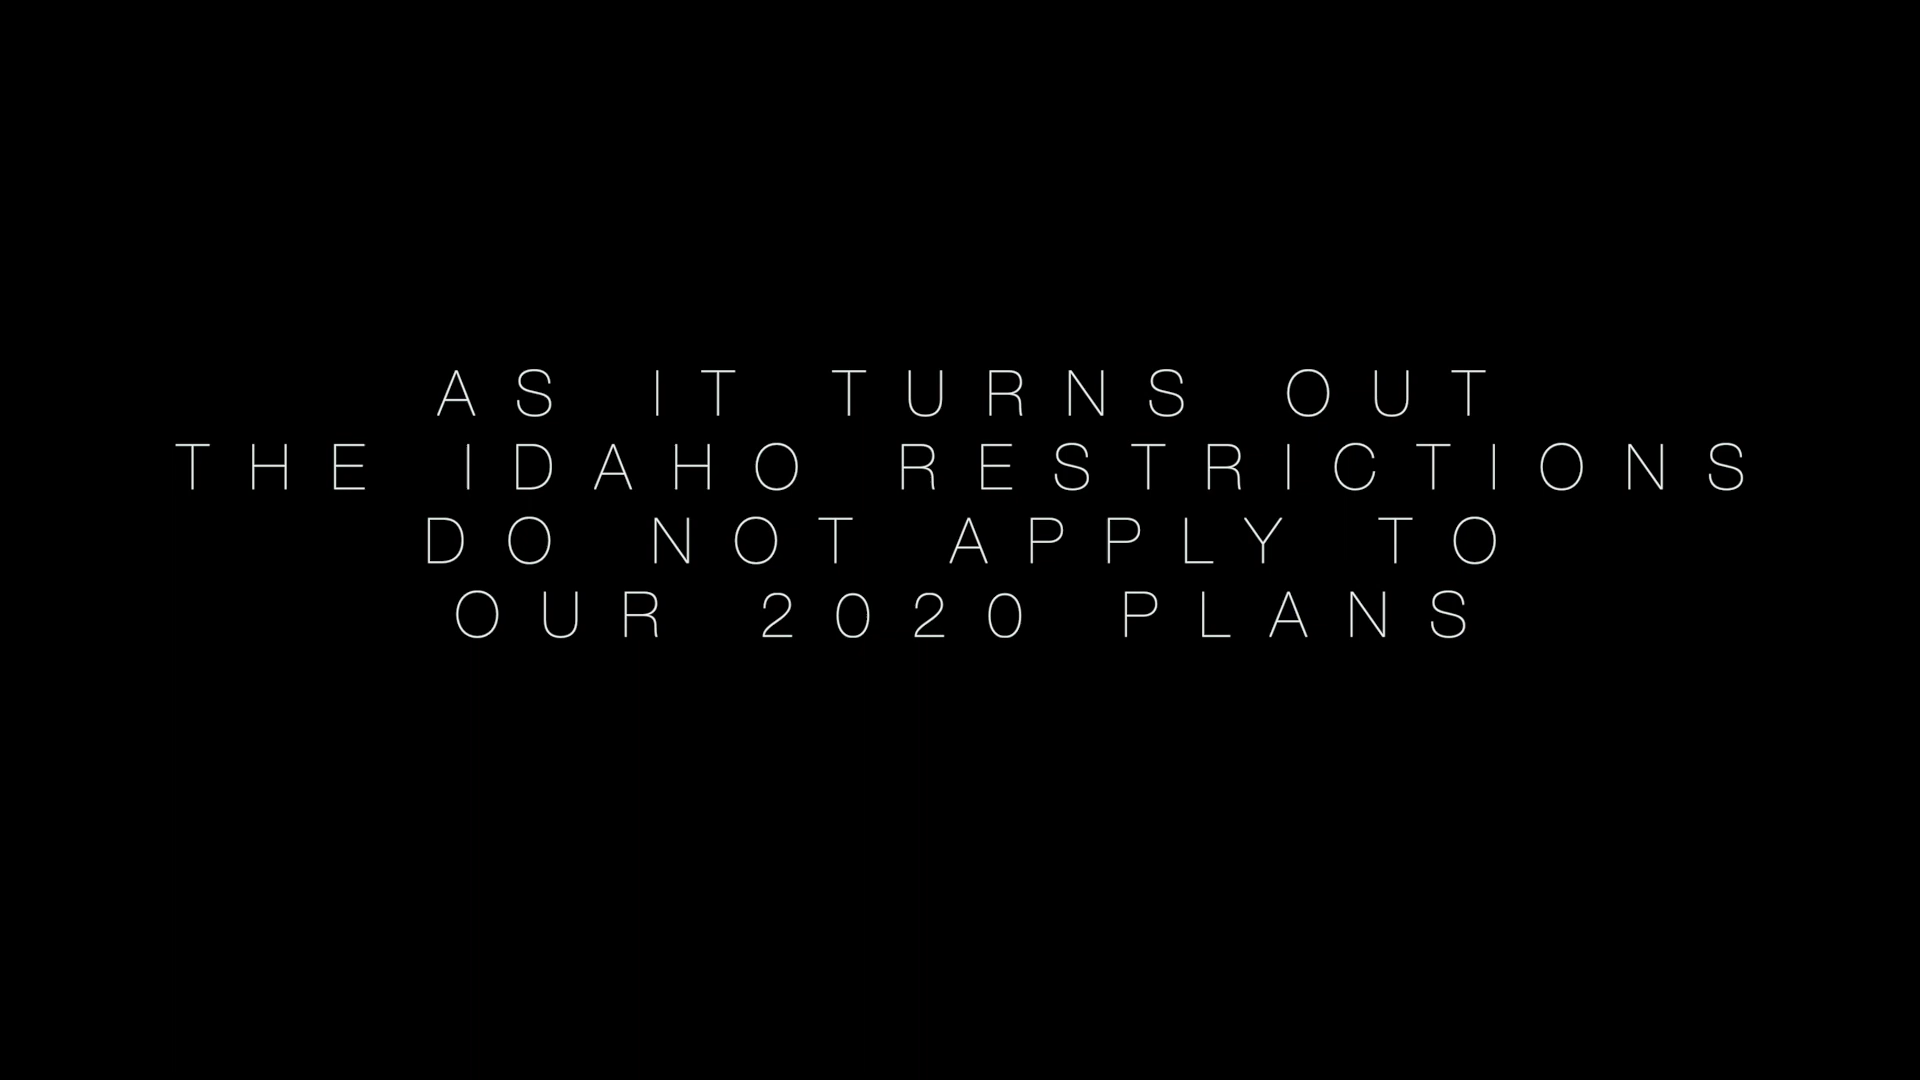 AS IT TURNS OUT
THE IDAHO RESTRICTIONS
DO NOT APPLY TO
OUR 2020 PLANS